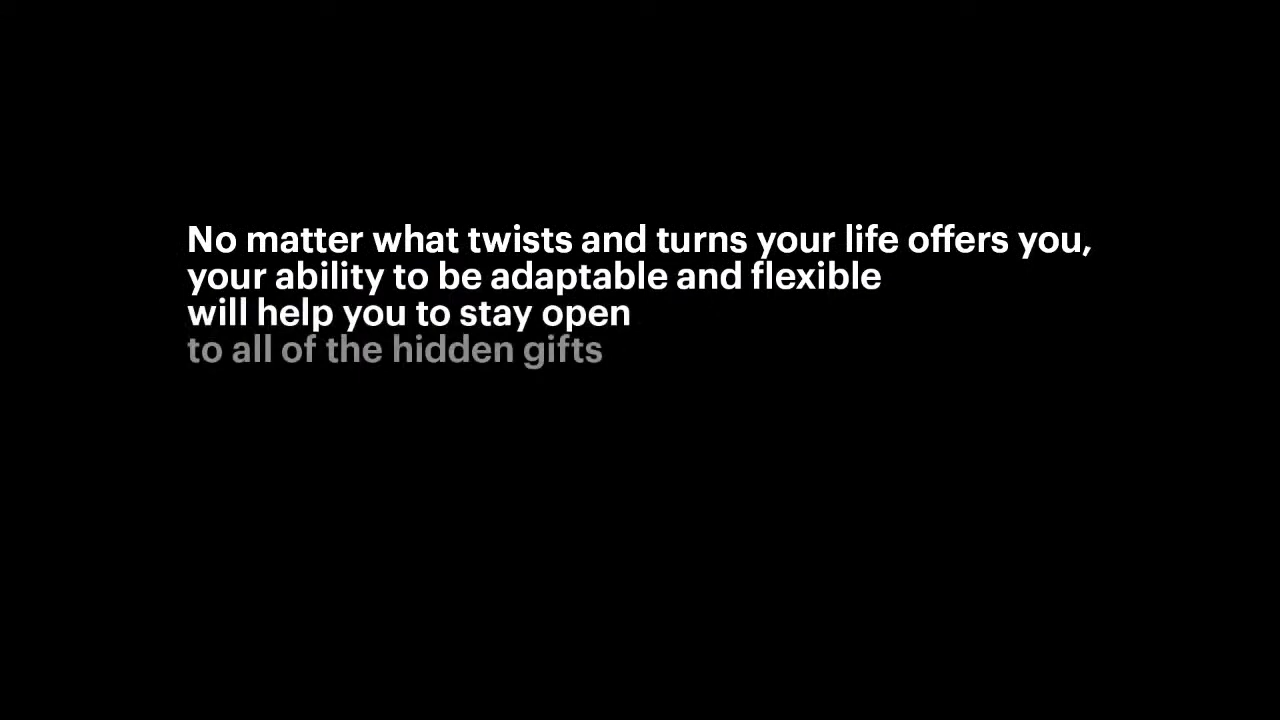 No matter what twists and turns your life offers you,
your ability to be adaptable and flexible
will help you to stay open
to all of the hidden gifts